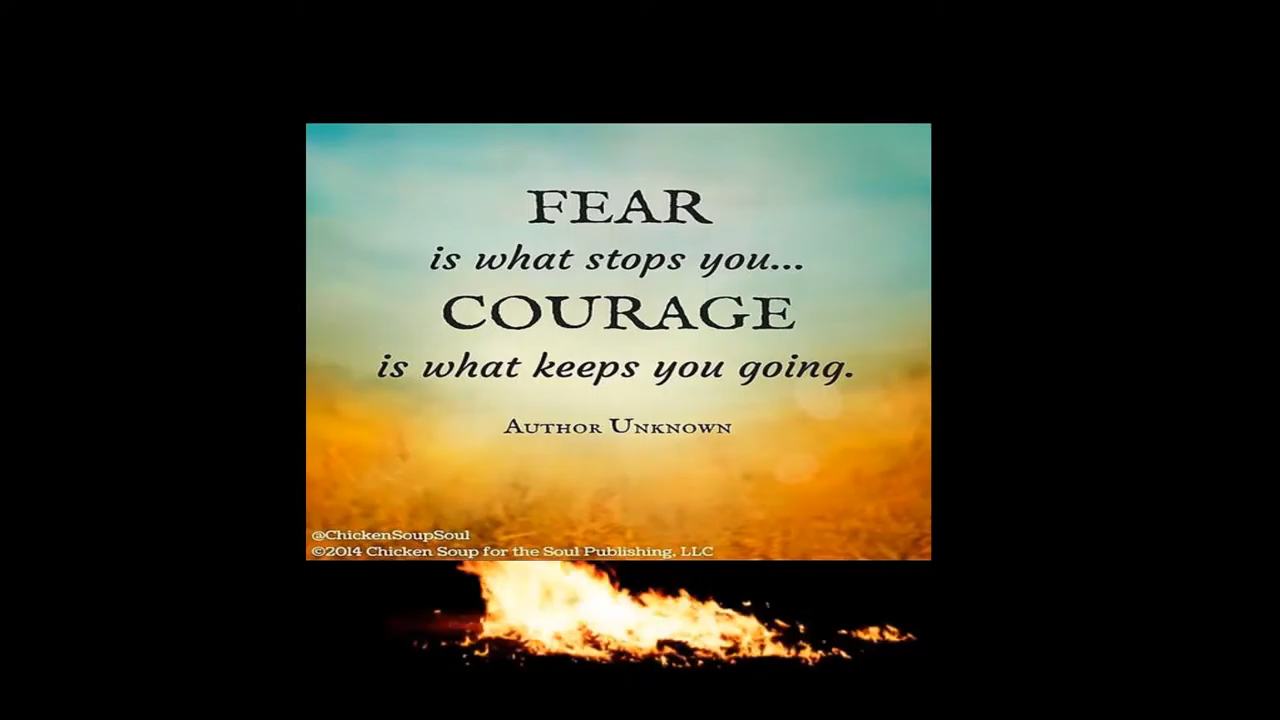 FEAR
is what stops you...
COURAGE
is what keeps you going.
AUTHOR UNKNOWN
@ChickenSoupSoul
©2014 Chicken Soup for the Soul Publishing, LLC